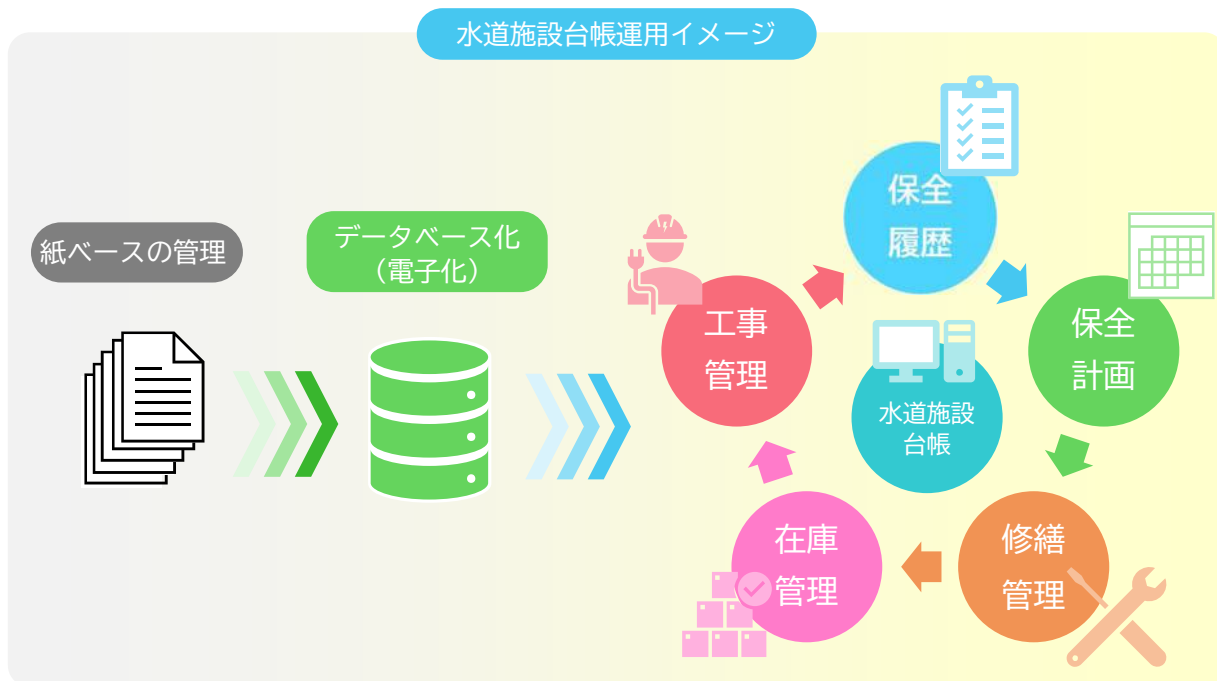 水道施設台帳運用イメージ
紙ベースの管理
データベース化
（電子化）
保全
履歴
工事
管理
保全
計画
水道施設
台帳
在庫
管理
修繕
管理